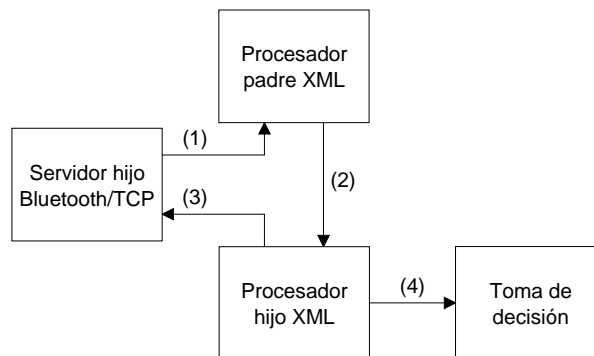 Procesador
padre XML
(1)
Servidor hijo
Bluetooth/TCP
(2)
(3)
Procesador
hijo XML
(4)
Toma de
decisión